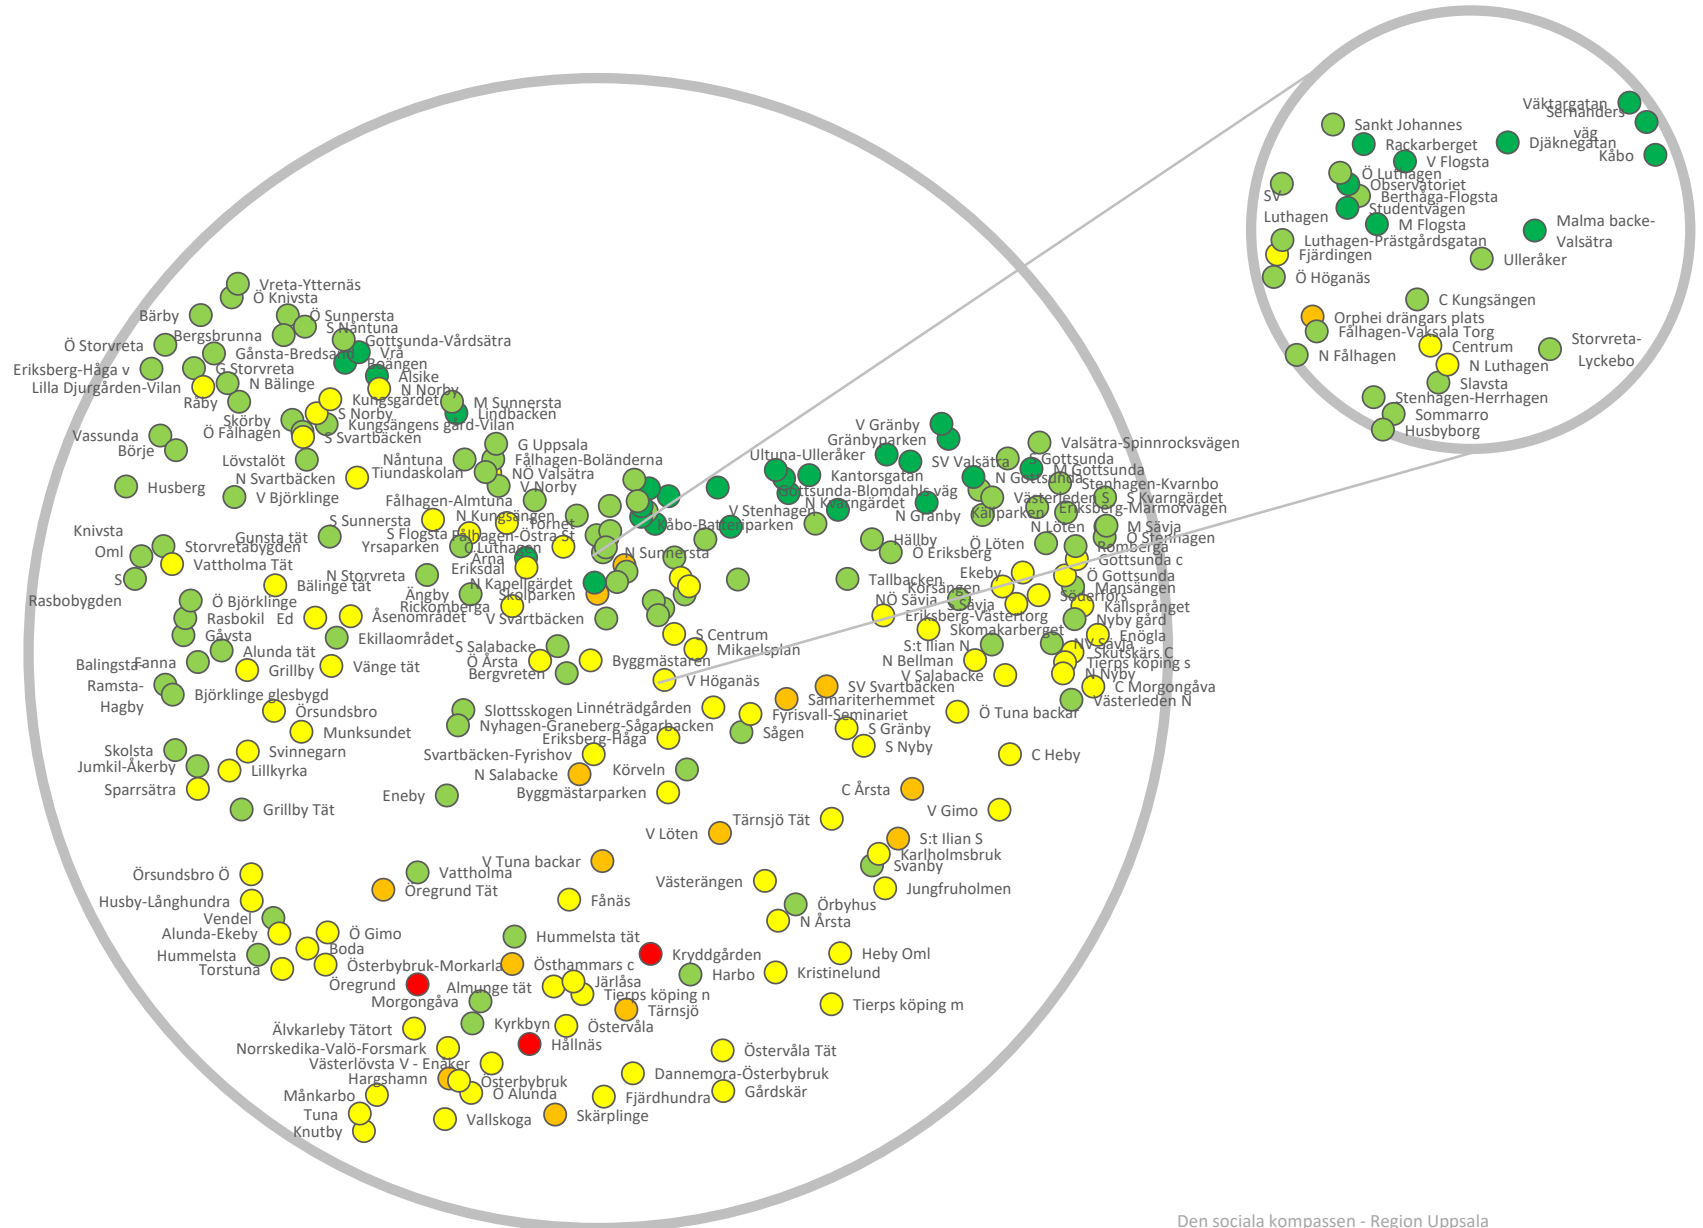 Väktargatan
Sernanders
väg
Sankt Johannes
Rackarberget
Djäknegatan
Kåbo
V Flogsta
Ö Luthagen
Observatoriet
Berthåga-Flogsta
SV
Luthagen
Studentvägen
M Flogsta
Malma backe-
Valsätra
Luthagen-Prästgårdsgatan
Fjärdingen
Ulleråker
Ö Höganäs
C Kungsängen
Orphei drängars plats
Fålhagen-Vaksala Torg
Centrum
Storvreta-
Lyckebo
N Fålhagen
N Luthagen
Slavsta
Stenhagen-Herrhagen
Sommarro
Husbyborg
Vreta-Ytternäs
Ö Knivsta
Bärby
Ö Sunnersta
S Nåntuna
Bergsbrunna
Gottsunda-Vårdsätra
Ö Storvreta
Gånsta-Bredsand
Vrå
Boängen
Eriksberg-Håga v
G Storvreta
Alsike
Lilla Djurgården-Vilan
N Bälinge
N Norby
Råby
Kungsgärdet
M Sunnersta
Skörby
S Norby
Lindbacken
Kungsängens gård-Vilan
Vassunda
Ö Fålhagen
S Svartbäcken
Börje
G Uppsala
Lövstalöt
Nåntuna
Fålhagen-Boländerna
N Svartbäcken
Tiundaskolan
NÖ Valsätra
Husberg
V Björklinge
V Norby
Fålhagen-Almtuna
V Gränby
Gränbyparken
Ultuna-Ulleråker
SV Valsätra
Kantorsgatan
Gottsunda-Blomdahls väg
Valsätra-Spinnrocksvägen
S Gottsunda
M Gottsunda
N Gottsunda
Stenhagen-Kvarnbo
N Kvarngärdet
Västerleden S
S Kvarngärdet
V Stenhagen
N Gränby
Källparken
Eriksberg-Marmorvägen
Kåbo-Batteriparken
N Löten
M Sävja
Ö Stenhagen
Knivsta
Oml
S Sunnersta
N Kungsängen
Tornet
Gunsta tät
S Flogsta
Fålhagen-Östra St
Storvretabygden
Yrsaparken
C Luthagen
Hällby
Ö Löten
Romberga
Vattholma Tät
Årna
N Sunnersta
Ö Eriksberg
Gottsunda c
S
Rasbobygden
Eriksdal
Bälinge tät
N Storvreta
N Kapellgärdet
Tallbacken
Ekeby
Ö Gottsunda
Korsängen
Mansängen
Ängby
Skolparken
Söderfors
Ö Björklinge
Rickomberga
NÖ Sävja
S Sävja
Källsprånget
Rasbokil
Ed
Åsenområdet
V Svartbäcken
Eriksberg-Västertorg
Nyby gård
Gåvsta
Ekillaområdet
S Centrum
Skomakarberget
Enögla
Alunda tät
S Salabacke
Mikaelsplan
S:t Ilian N
NV Sävja
Skutskärs C
Balingsta
Fanna
Grillby
Vänge tät
Ö Årsta
Byggmästaren
N Bellman
Tierps köping s
Bergvreten
V Salabacke
N Nyby
Ramsta-
Hagby
Björklinge glesbygd
V Höganäs
C Morgongåva
SV Svartbäcken
Västerleden N
Örsundsbro
Slottsskogen
Linnéträdgården
Samariterhemmet
Munksundet
Nyhagen-Graneberg-Sågarbacken
Fyrisvall-Seminariet
Ö Tuna backar
Sågen
S Gränby
Eriksberg-Håga
Skolsta
Svinnegarn
Svartbäcken-Fyrishov
S Nyby
C Heby
Jumkil-Åkerby
Lillkyrka
N Salabacke
Körveln
Sparrsätra
Eneby
Byggmästarparken
C Årsta
Grillby Tät
V Gimo
Tärnsjö Tät
V Löten
S:t Ilian S
Karlholmsbruk
V Tuna backar
Svanby
Örsundsbro Ö
Vattholma
Västerängen
Öregrund Tät
Jungfruholmen
Husby-Långhundra
Fånäs
Örbyhus
Vendel
N Årsta
Alunda-Ekeby
Ö Gimo
Hummelsta tät
Boda
Hummelsta
Kryddgården
Heby Oml
Torstuna
Österbybruk-Morkarla
Östhammars c
Harbo
Kristinelund
Öregrund
Almunge tät
Järlåsa
Tierps köping n
Morgongåva
Tierps köping m
Tärnsjö
Älvkarleby Tätort
Kyrkbyn
Östervåla
Norrskedika-Valö-Forsmark
Hållnäs
Östervåla Tät
Västerlövsta V - Enåker
Dannemora-Österbybruk
Hargshamn
Österbybruk
Gårdskär
Månkarbo
Ö Alunda
Fjärdhundra
Tuna
Vallskoga
Skärplinge
Knutby
Den sociala kompassen - Region Uppsala